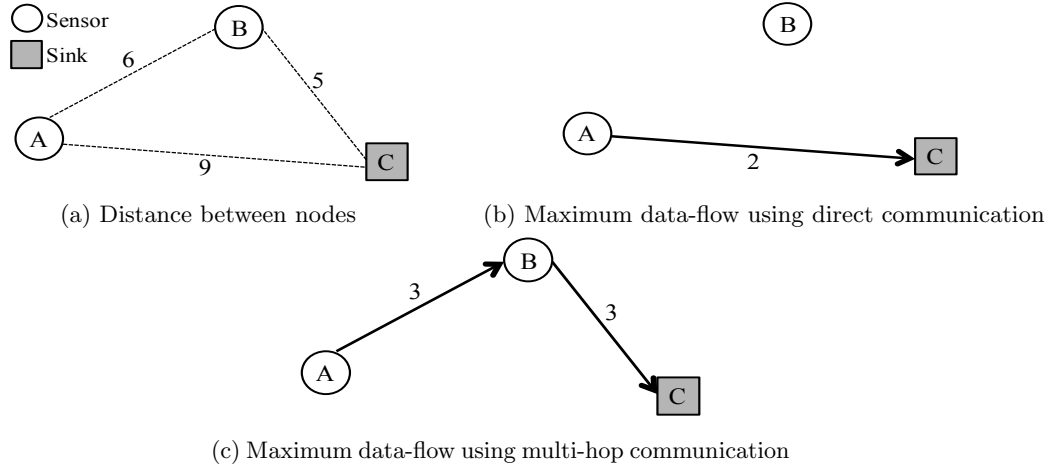 Sensor
Sink
B
6
5
A
9
C
(a) Distance between nodes
B
A
2
C
(b) Maximum data-flow using direct communication
B
3
3
A
C
(c) Maximum data-flow using multi-hop communication